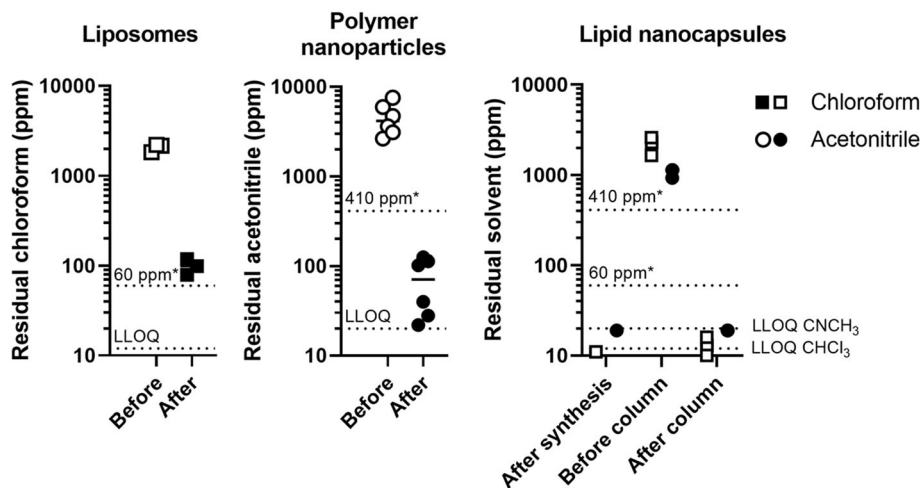 Liposomes
Residual chloroform (ppm)
10000
1000
100
10
60 ppm*
LLOQ
Before
After
Polymer
nanoparticles
Residual acetonitrile (ppm)
10000
1000
100
10
410 ppm*
LLOQ
Before
After
Lipid nanocapsules
Residual solvent (ppm)
10000
1000
100
10
410 ppm*
60 ppm*
LLOQ CNCH₃
LLOQ CHCl₃
After synthesis
Before column
After column
Chloroform
Acetonitrile